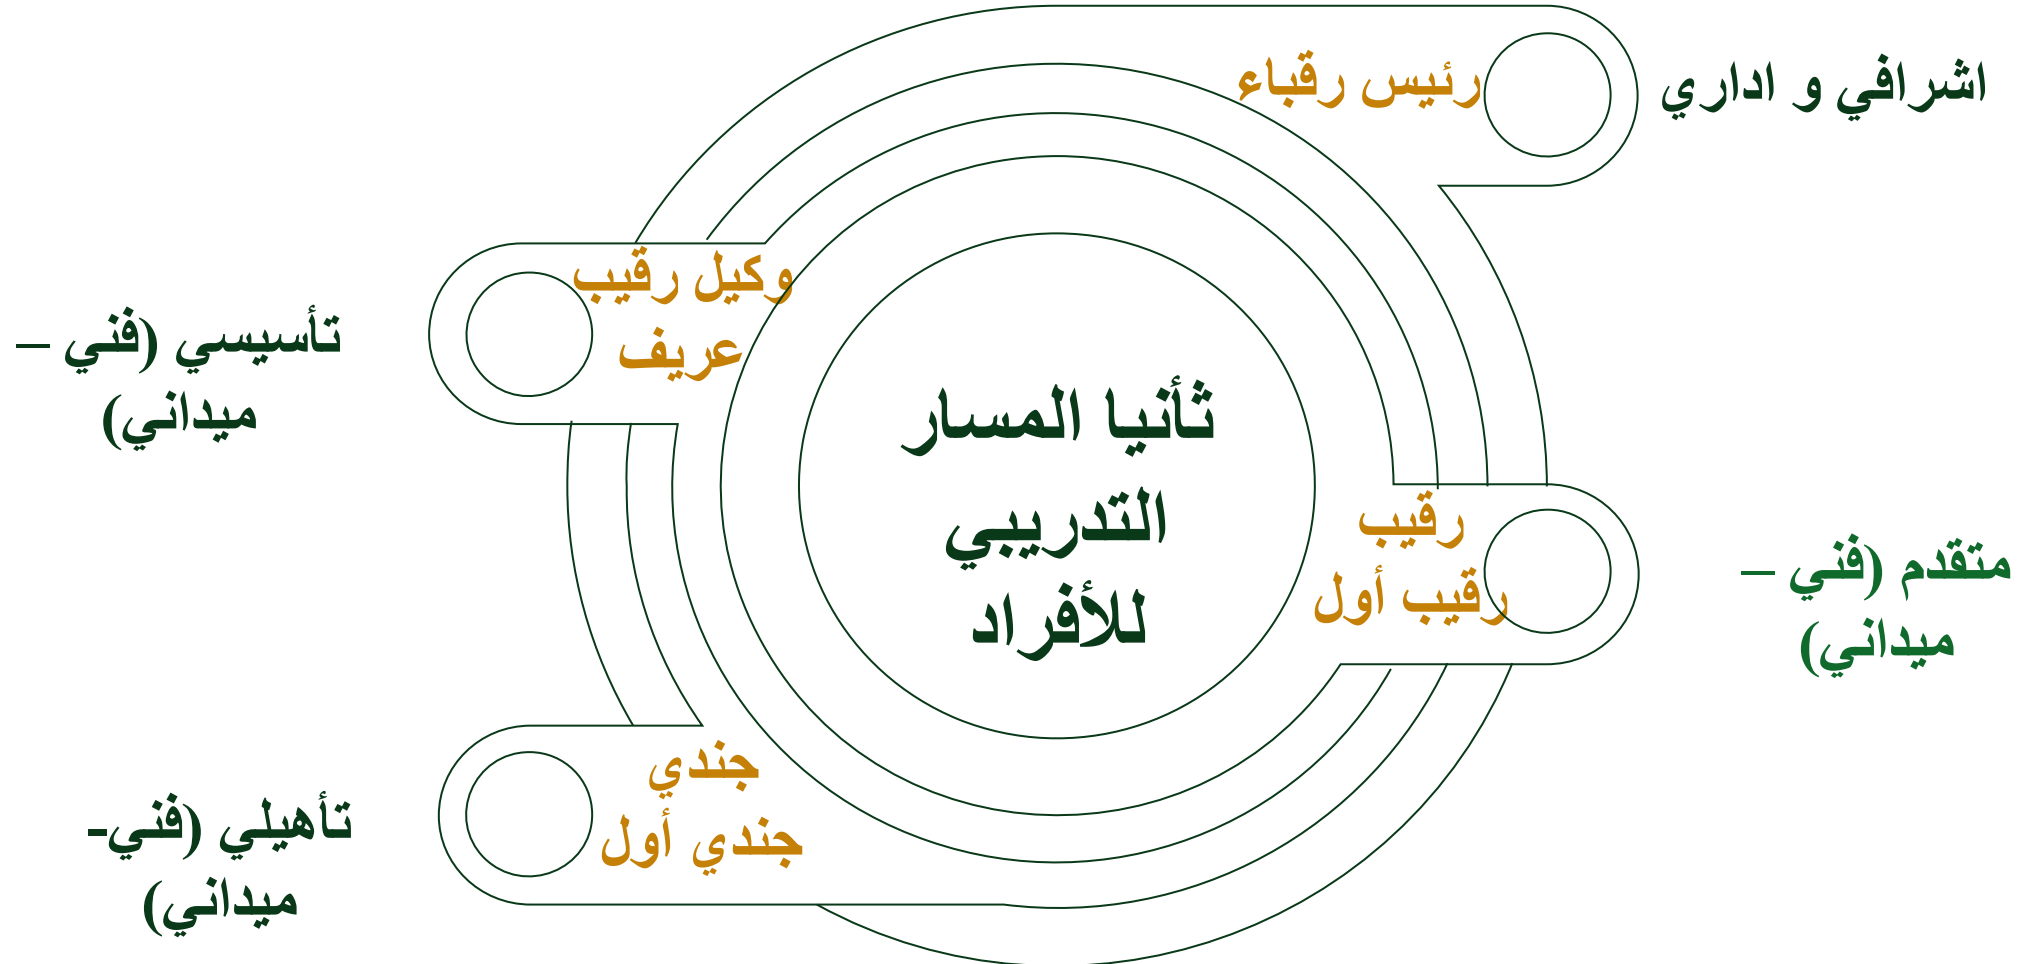 رئيس رقباء
اشرافي و اداري
وكيل رقيب
عريف
تأسيسي (فني –
ميداني)
ثأنيا المسار
التدريبي
للأفراد
رقيب
رقيب أول
متقدم (فني –
ميداني)
جندي
جندي أول
تأهيلي (فني-
ميداني)